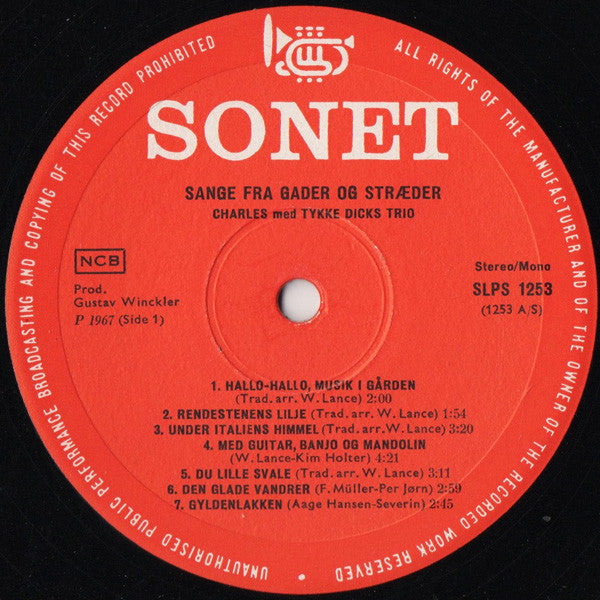 UNAUTHORISED PUBLIC PERFORMANCE BROADCASTING AND COPYING OF THIS RECORD PROHIBITED
ALL RIGHTS OF THE MANUFACTURER AND OF THE OWNER OF THE RECORDED WORK RESERVED
SONET
SANGE FRA GADER OG STRÆDER
CHARLES med TYKKE DICKS TRIO
NCB
Prod.
Gustav Winckler
P 1967 (Side 1)
Stereo/Mono
SLPS 1253
(1253 A/S)
1. HALLO-HALLO, MUSIK I GÅRDEN
(Trad. arr. W. Lance) 2:00
2. RENDESTENENS LILJE (Trad. arr. W. Lance) 1:54
3. UNDER ITALIENS HIMMEL (Trad. arr. W. Lance) 3:20
4. MED GUITAR, BANJO OG MANDOLIN
(W. Lance-Kim Holter) 4:21
5. DU LILLE SVALE (Trad. arr. W. Lance) 3:11
6. DEN GLADE VANDRER (F. Müller-Per Jørn) 2:59
7. GYLDENLAKKEN (Aage Hansen-Severin) 2:45